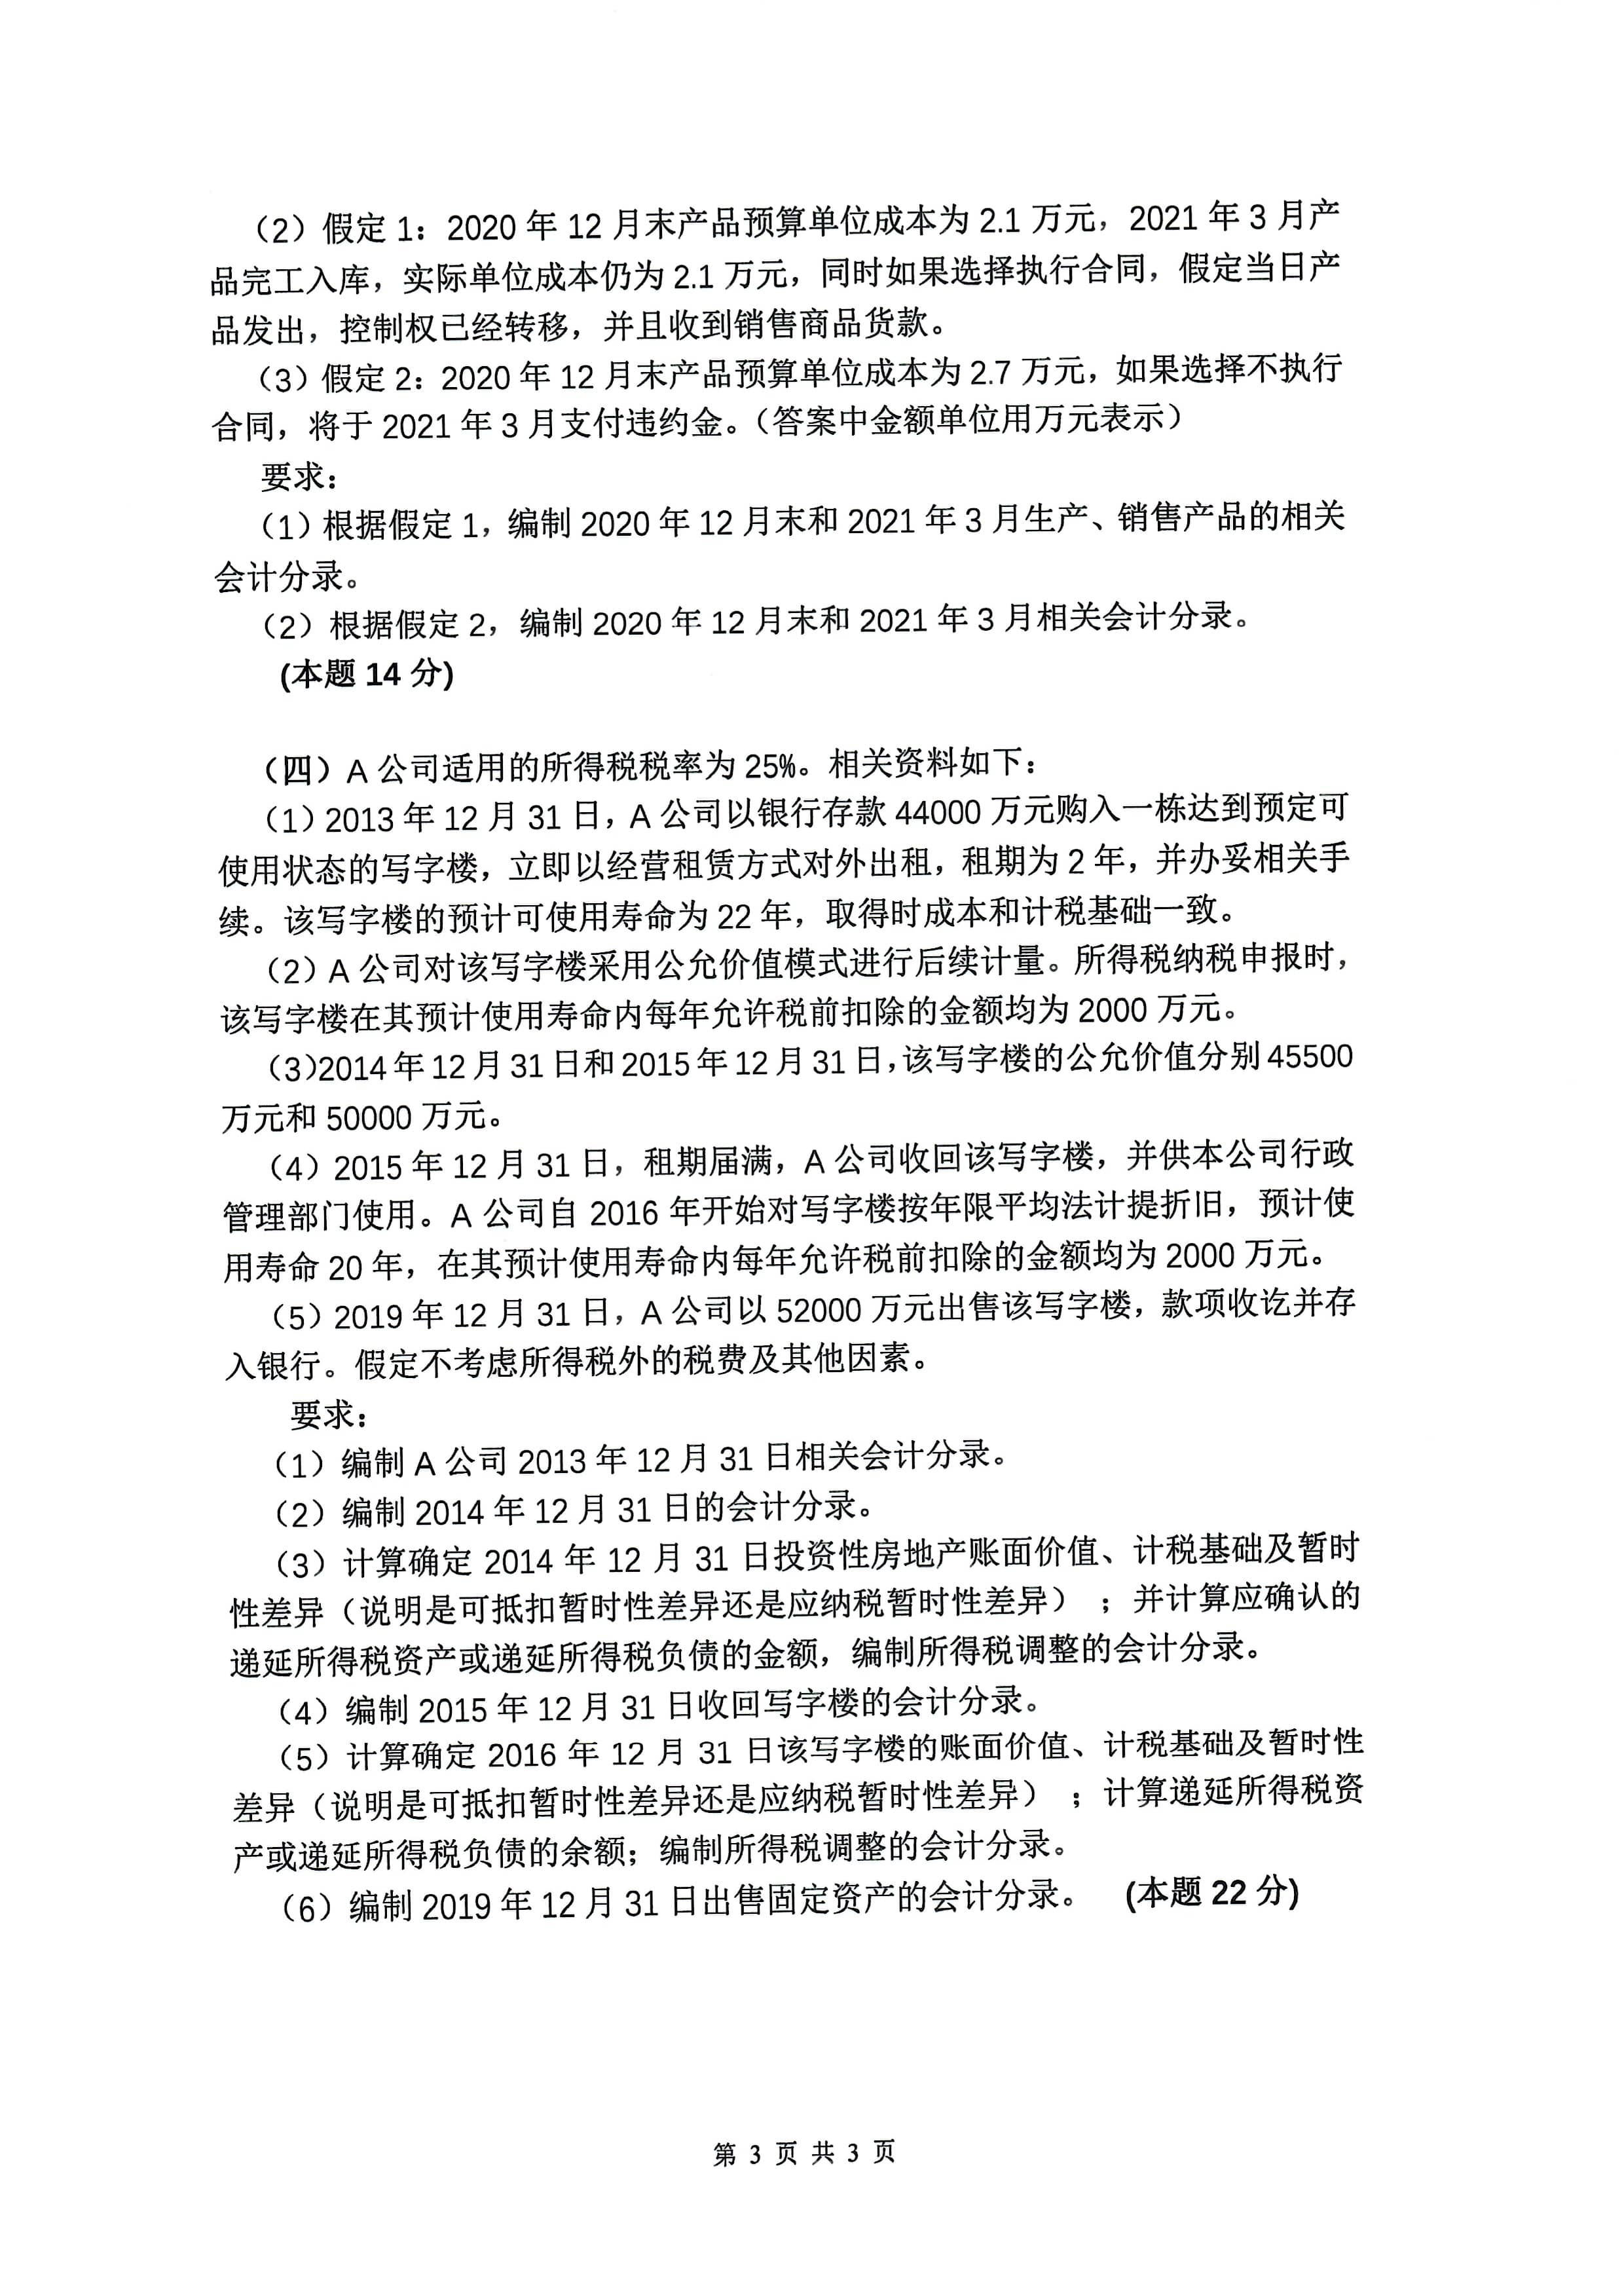 （2）假定 1：2020 年 12 月末产品预算单位成本为 2.1 万元，2021 年 3 月产
品完工入库，实际单位成本仍为 2.1 万元，同时如果选择执行合同，假定当日产
品发出，控制权已经转移，并且收到销售商品货款。
（3）假定 2：2020 年 12 月末产品预算单位成本为 2.7 万元，如果选择不执行
合同，将于 2021 年 3 月支付违约金。（答案中金额单位用万元表示）
要求：
（1）根据假定 1，编制 2020 年 12 月末和 2021 年 3 月生产、销售产品的相关
会计分录。
（2）根据假定 2，编制 2020 年 12 月末和 2021 年 3 月相关会计分录。
(本题 14 分)
（四）A 公司适用的所得税税率为 25%。相关资料如下：
（1）2013 年 12 月 31 日，A 公司以银行存款 44000 万元购入一栋达到预定可
使用状态的写字楼，立即以经营租赁方式对外出租，租期为 2 年，并办妥相关手
续。该写字楼的预计可使用寿命为 22 年，取得时成本和计税基础一致。
（2）A 公司对该写字楼采用公允价值模式进行后续计量。所得税纳税申报时，
该写字楼在其预计使用寿命内每年允许税前扣除的金额均为 2000 万元。
（3）2014 年 12 月 31 日和 2015 年 12 月 31 日，该写字楼的公允价值分别 45500
万元和 50000 万元。
（4）2015 年 12 月 31 日，租期届满，A 公司收回该写字楼，并供本公司行政
管理部门使用。A 公司自 2016 年开始对写字楼按年限平均法计提折旧，预计使
用寿命 20 年，在其预计使用寿命内每年允许税前扣除的金额均为 2000 万元。
（5）2019 年 12 月 31 日，A 公司以 52000 万元出售该写字楼，款项收讫并存
入银行。假定不考虑所得税外的税费及其他因素。
要求：
（1）编制 A 公司 2013 年 12 月 31 日相关会计分录。
（2）编制 2014 年 12 月 31 日的会计分录。
（3）计算确定 2014 年 12 月 31 日投资性房地产账面价值、计税基础及暂时
性差异（说明是可抵扣暂时性差异还是应纳税暂时性差异）；并计算应确认的
递延所得税资产或递延所得税负债的金额，编制所得税调整的会计分录。
（4）编制 2015 年 12 月 31 日收回写字楼的会计分录。
（5）计算确定 2016 年 12 月 31 日该写字楼的账面价值、计税基础及暂时性
差异（说明是可抵扣暂时性差异还是应纳税暂时性差异）；计算递延所得税资
产或递延所得税负债的余额；编制所得税调整的会计分录。
（6）编制 2019 年 12 月 31 日出售固定资产的会计分录。 (本题 22 分)
第 3 页 共 3 页